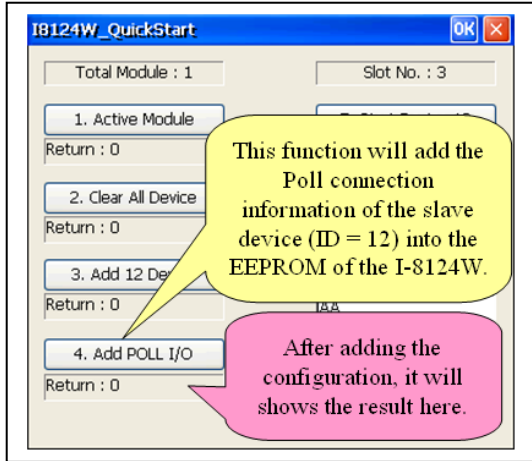 I8124W_QuickStart
OK
Total Module : 1
Slot No. : 3
1. Active Module
Return : 0
2. Clear All Device
Return : 0
3. Add 12 De
Return : 0
4. Add POLL I/O
Return : 0
This function will add the
Poll connection
information of the slave
device (ID = 12) into the
EEPROM of the I-8124W.
After adding the
configuration, it will
shows the result here.